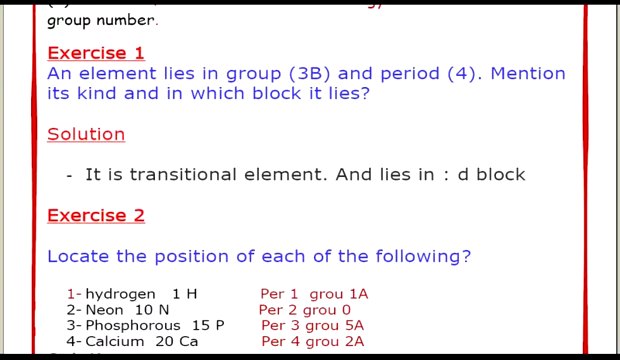 group number.
Exercise 1
An element lies in group (3B) and period (4). Mention
its kind and in which block it lies?
Solution
- It is transitional element. And lies in : d block
Exercise 2
Locate the position of each of the following?
1- hydrogen 1 H Per 1 grou 1A
2- Neon 10 N Per 2 grou 0
3- Phosphorous 15 P Per 3 grou 5A
4- Calcium 20 Ca Per 4 grou 2A